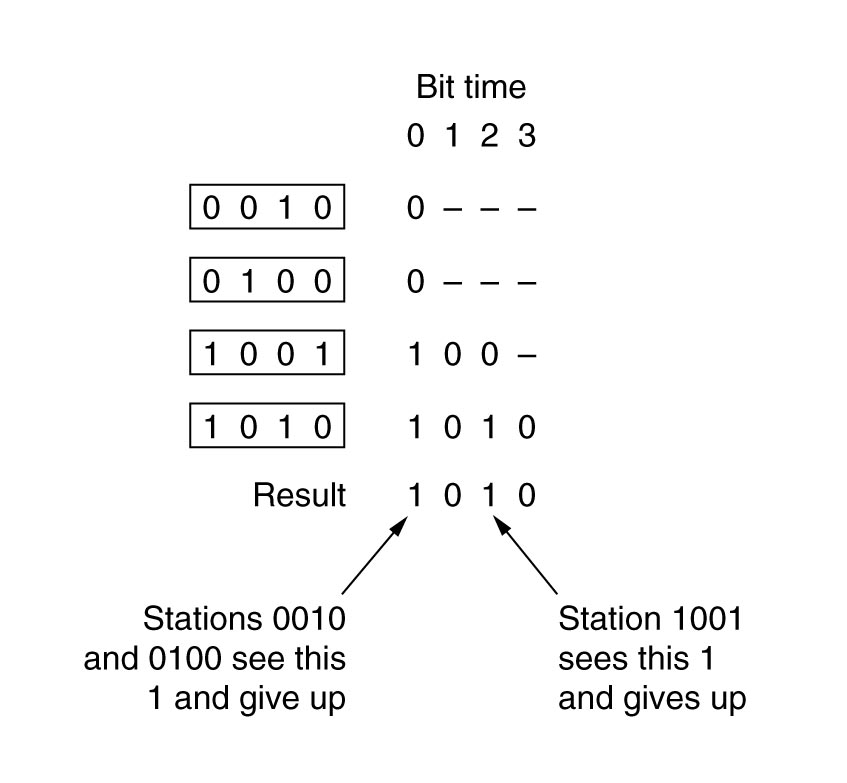 Bit time
0 1 2 3
0 0 1 0 0 – – –
0 1 0 0 0 – – –
1 0 0 1 1 0 0 –
1 0 1 0 1 0 1 0
Result 1 0 1 0
Stations 0010
and 0100 see this
1 and give up
Station 1001
sees this 1
and gives up